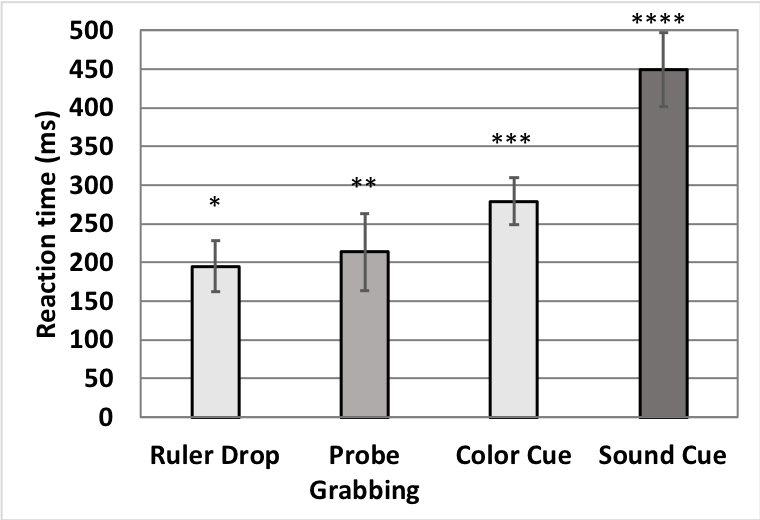 ****
500
450
400
350
300
250
200
150
100
50
0
Reaction time (ms)
***
**
*
Ruler Drop
Probe
Grabbing
Color Cue
Sound Cue